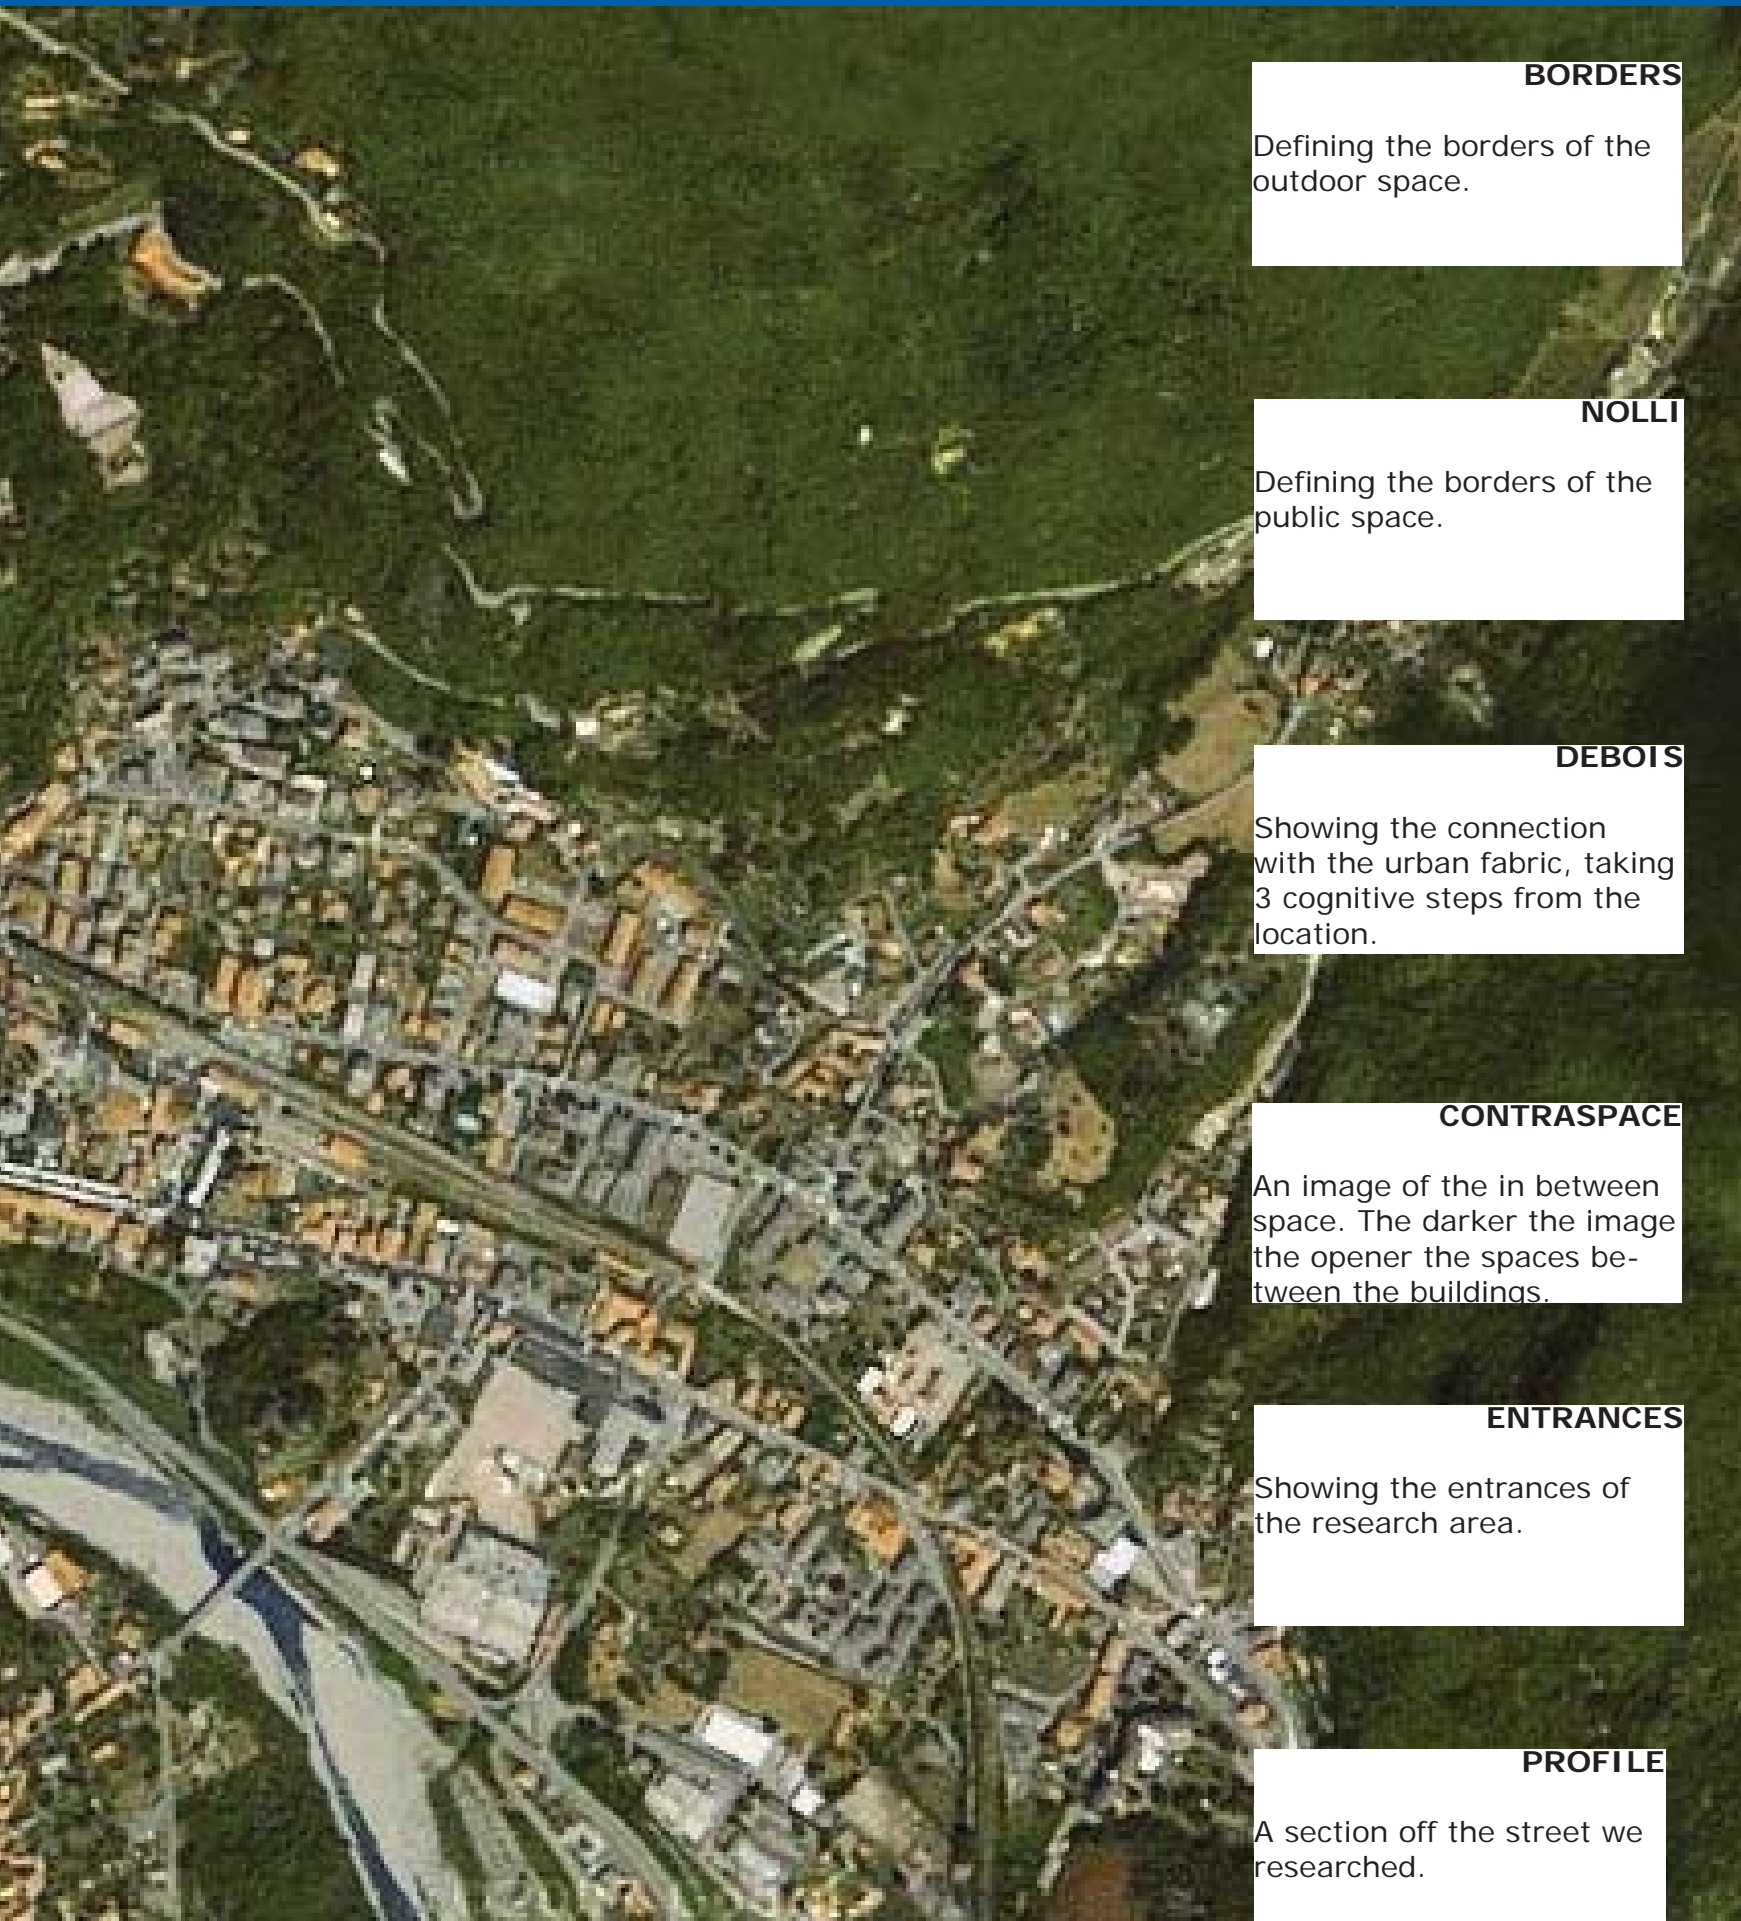 BORDERS
Defining the borders of the
outdoor space.
NOLLI
Defining the borders of the
public space.
DEBOIS
Showing the connection
with the urban fabric, taking
3 cognitive steps from the
location.
CONTRASPACE
An image of the in between
space. The darker the image
the opener the spaces be-
tween the buildings.
ENTRANCES
Showing the entrances of
the research area.
PROFILE
A section off the street we
researched.